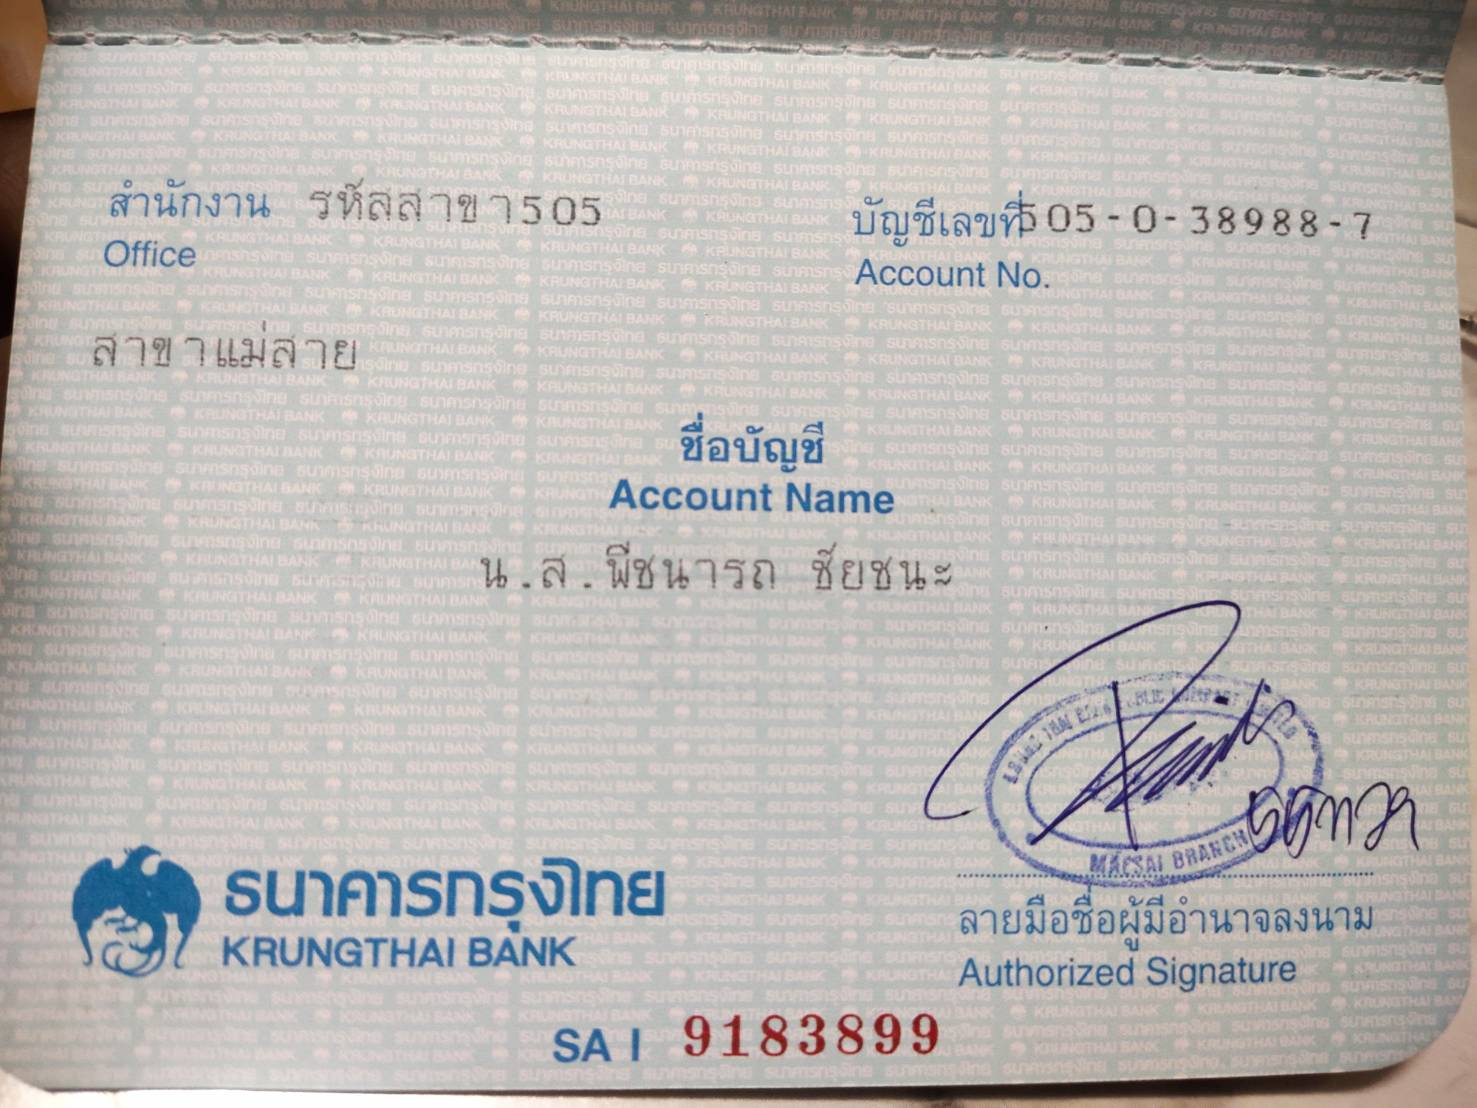 สำนักงาน รหัสสาขา505
Office
บัญชีเลขที่ 505-0-38988-7
Account No.
สาขาแม่สาย
ชื่อบัญชี
Account Name
น.ส.พีชนารถ ชัยชนะ
MAESAI BRANCH
ลายมือชื่อผู้มีอำนาจลงนาม
Authorized Signature
ธนาคารกรุงไทย
KRUNGTHAI BANK
SA I 9183899